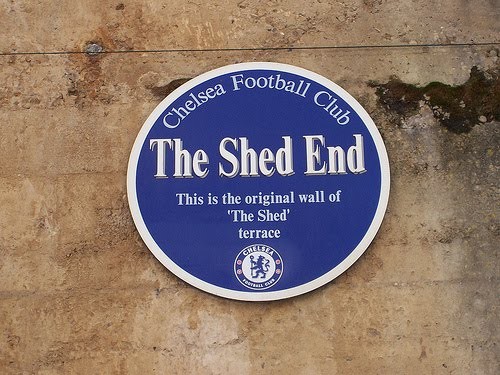 Chelsea Football Club
The Shed End
This is the original wall of
'The Shed'
terrace
CHELSEA
FOOTBALL CLUB